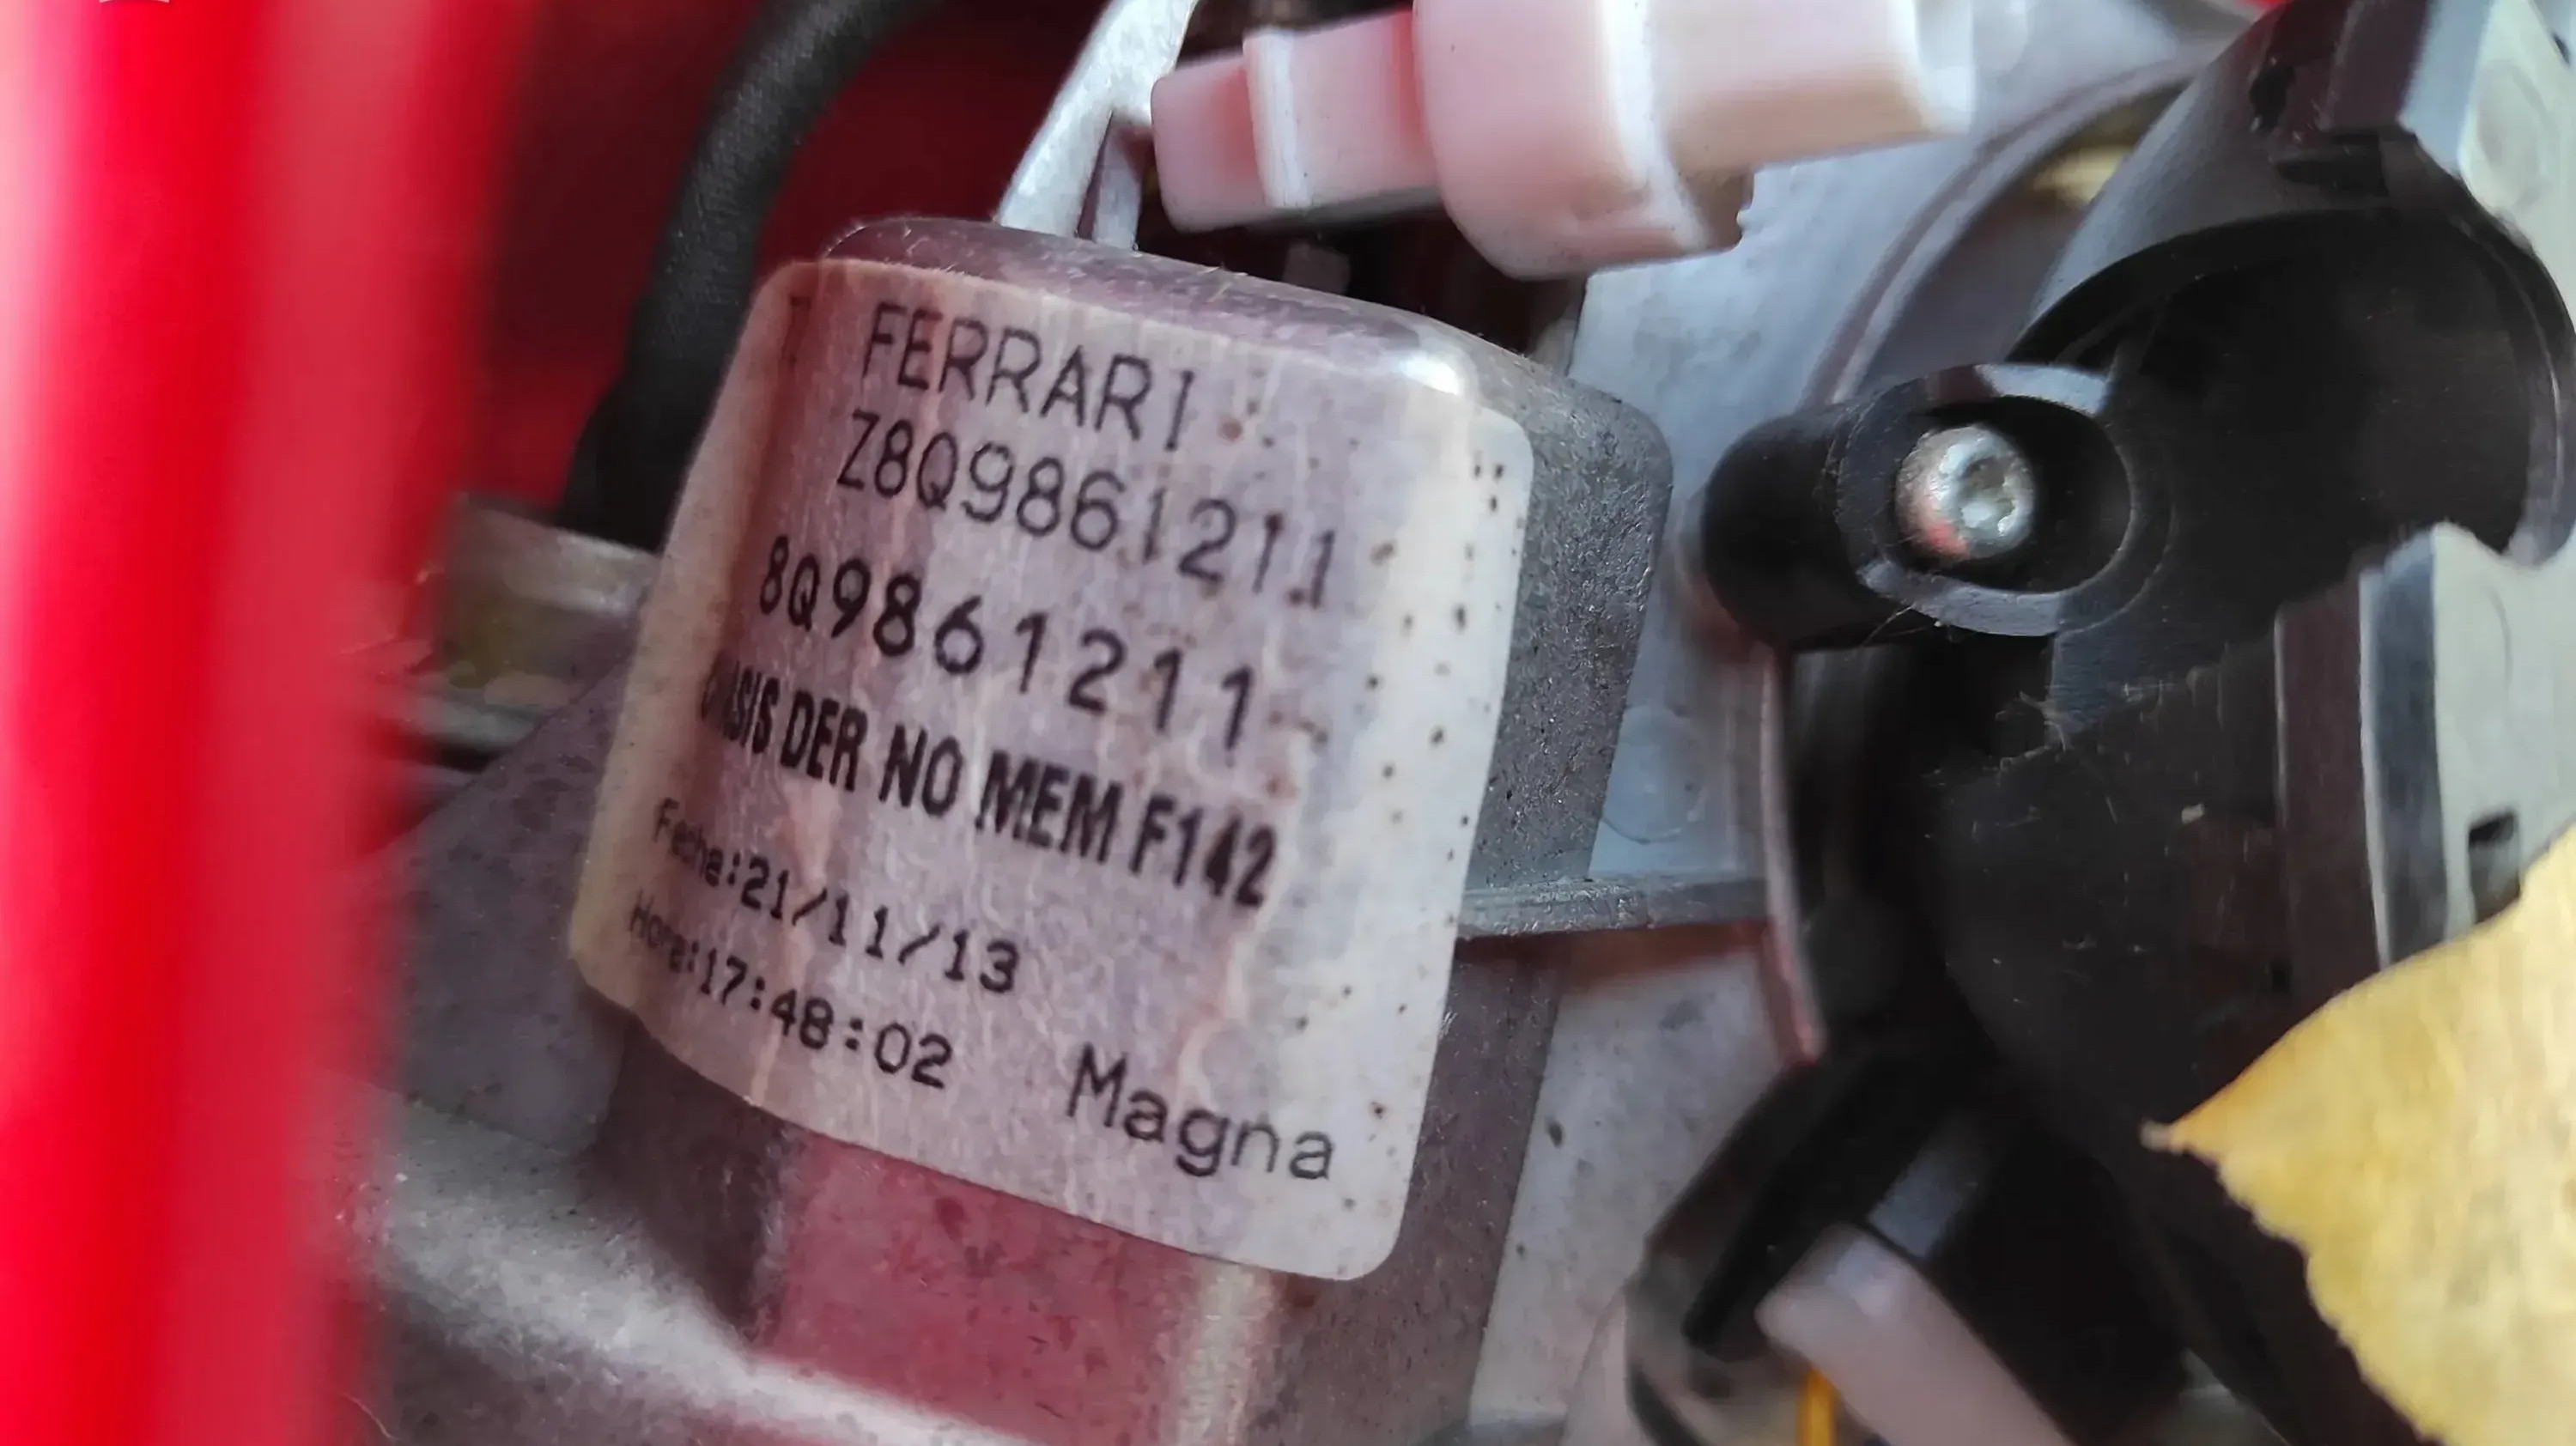 FERRARI
Z8Q9861211
8Q9861211
DER NO MEM F142
Fecha:21/11/13
Hora:17:48:02 Magna